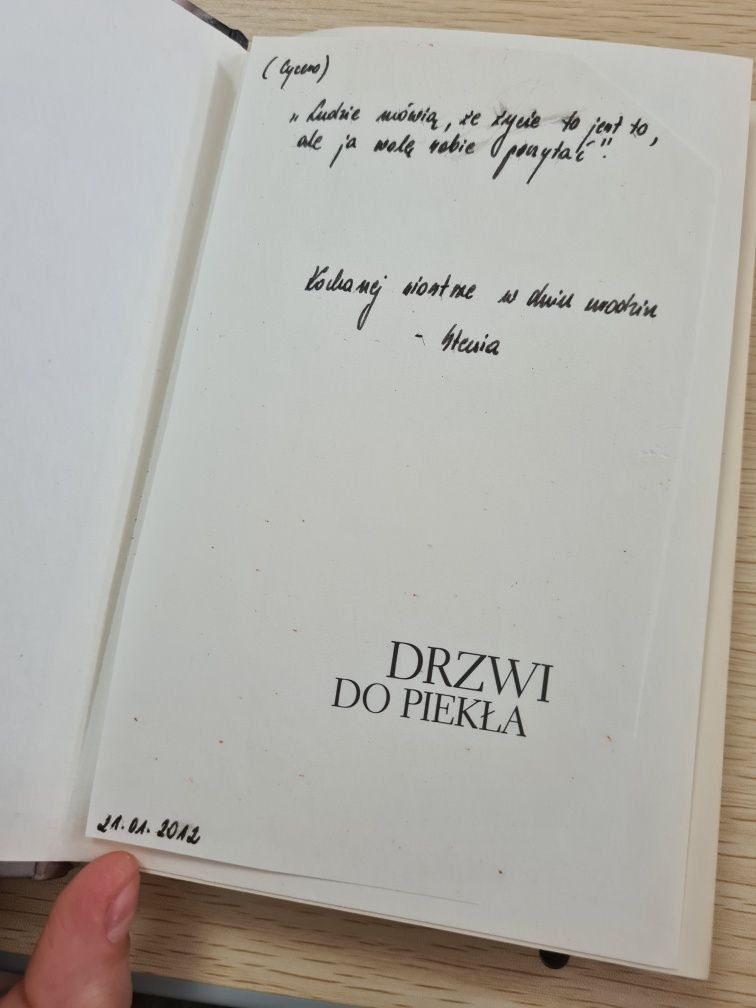 (Cycero)
„Ludzie mówią, że życie to jest to,
ale ja wolę sobie poczytać".
Kochanej siostrze w dniu urodzin
- Stenia
DRZWI
DO PIEKŁA
21.01.2012